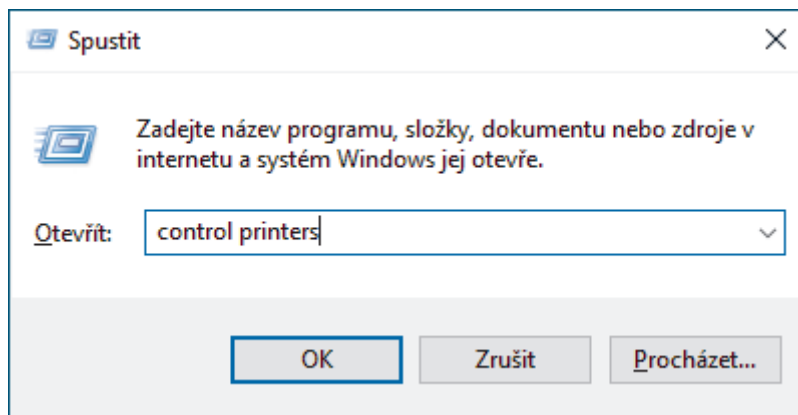 Spustit
Zadejte název programu, složky, dokumentu nebo zdroje v
internetu a systém Windows jej otevře.
Otevřít: control printers
OK Zrušit Procházet...